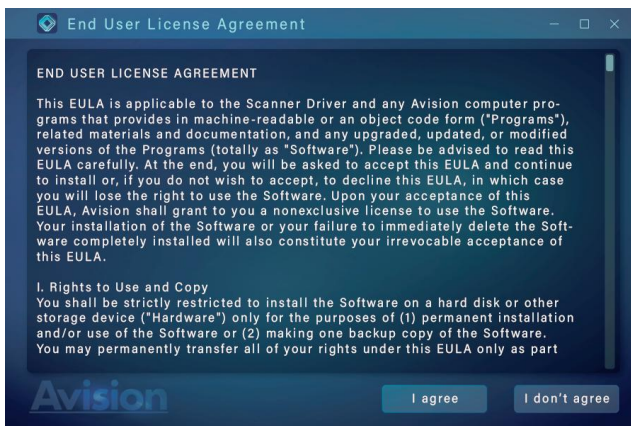 End User License Agreement
END USER LICENSE AGREEMENT
This EULA is applicable to the Scanner Driver and any Avision computer pro-
grams that provides in machine-readable or an object code form ("Programs"),
related materials and documentation, and any upgraded, updated, or modified
versions of the Programs (totally as "Software"). Please be advised to read this
EULA carefully. At the end, you will be asked to accept this EULA and continue
to install or, if you do not wish to accept, to decline this EULA, in which case
you will lose the right to use the Software. Upon your acceptance of this
EULA, Avision shall grant to you a nonexclusive license to use the Software.
Your installation of the Software or your failure to immediately delete the Soft-
ware completely installed will also constitute your irrevocable acceptance of
this EULA.
I. Rights to Use and Copy
You shall be strictly restricted to install the Software on a hard disk or other
storage device ("Hardware") only for the purposes of (1) permanent installation
and/or use of the Software or (2) making one backup copy of the Software.
You may permanently transfer all of your rights under this EULA only as part
Avision
I agree
I don't agree